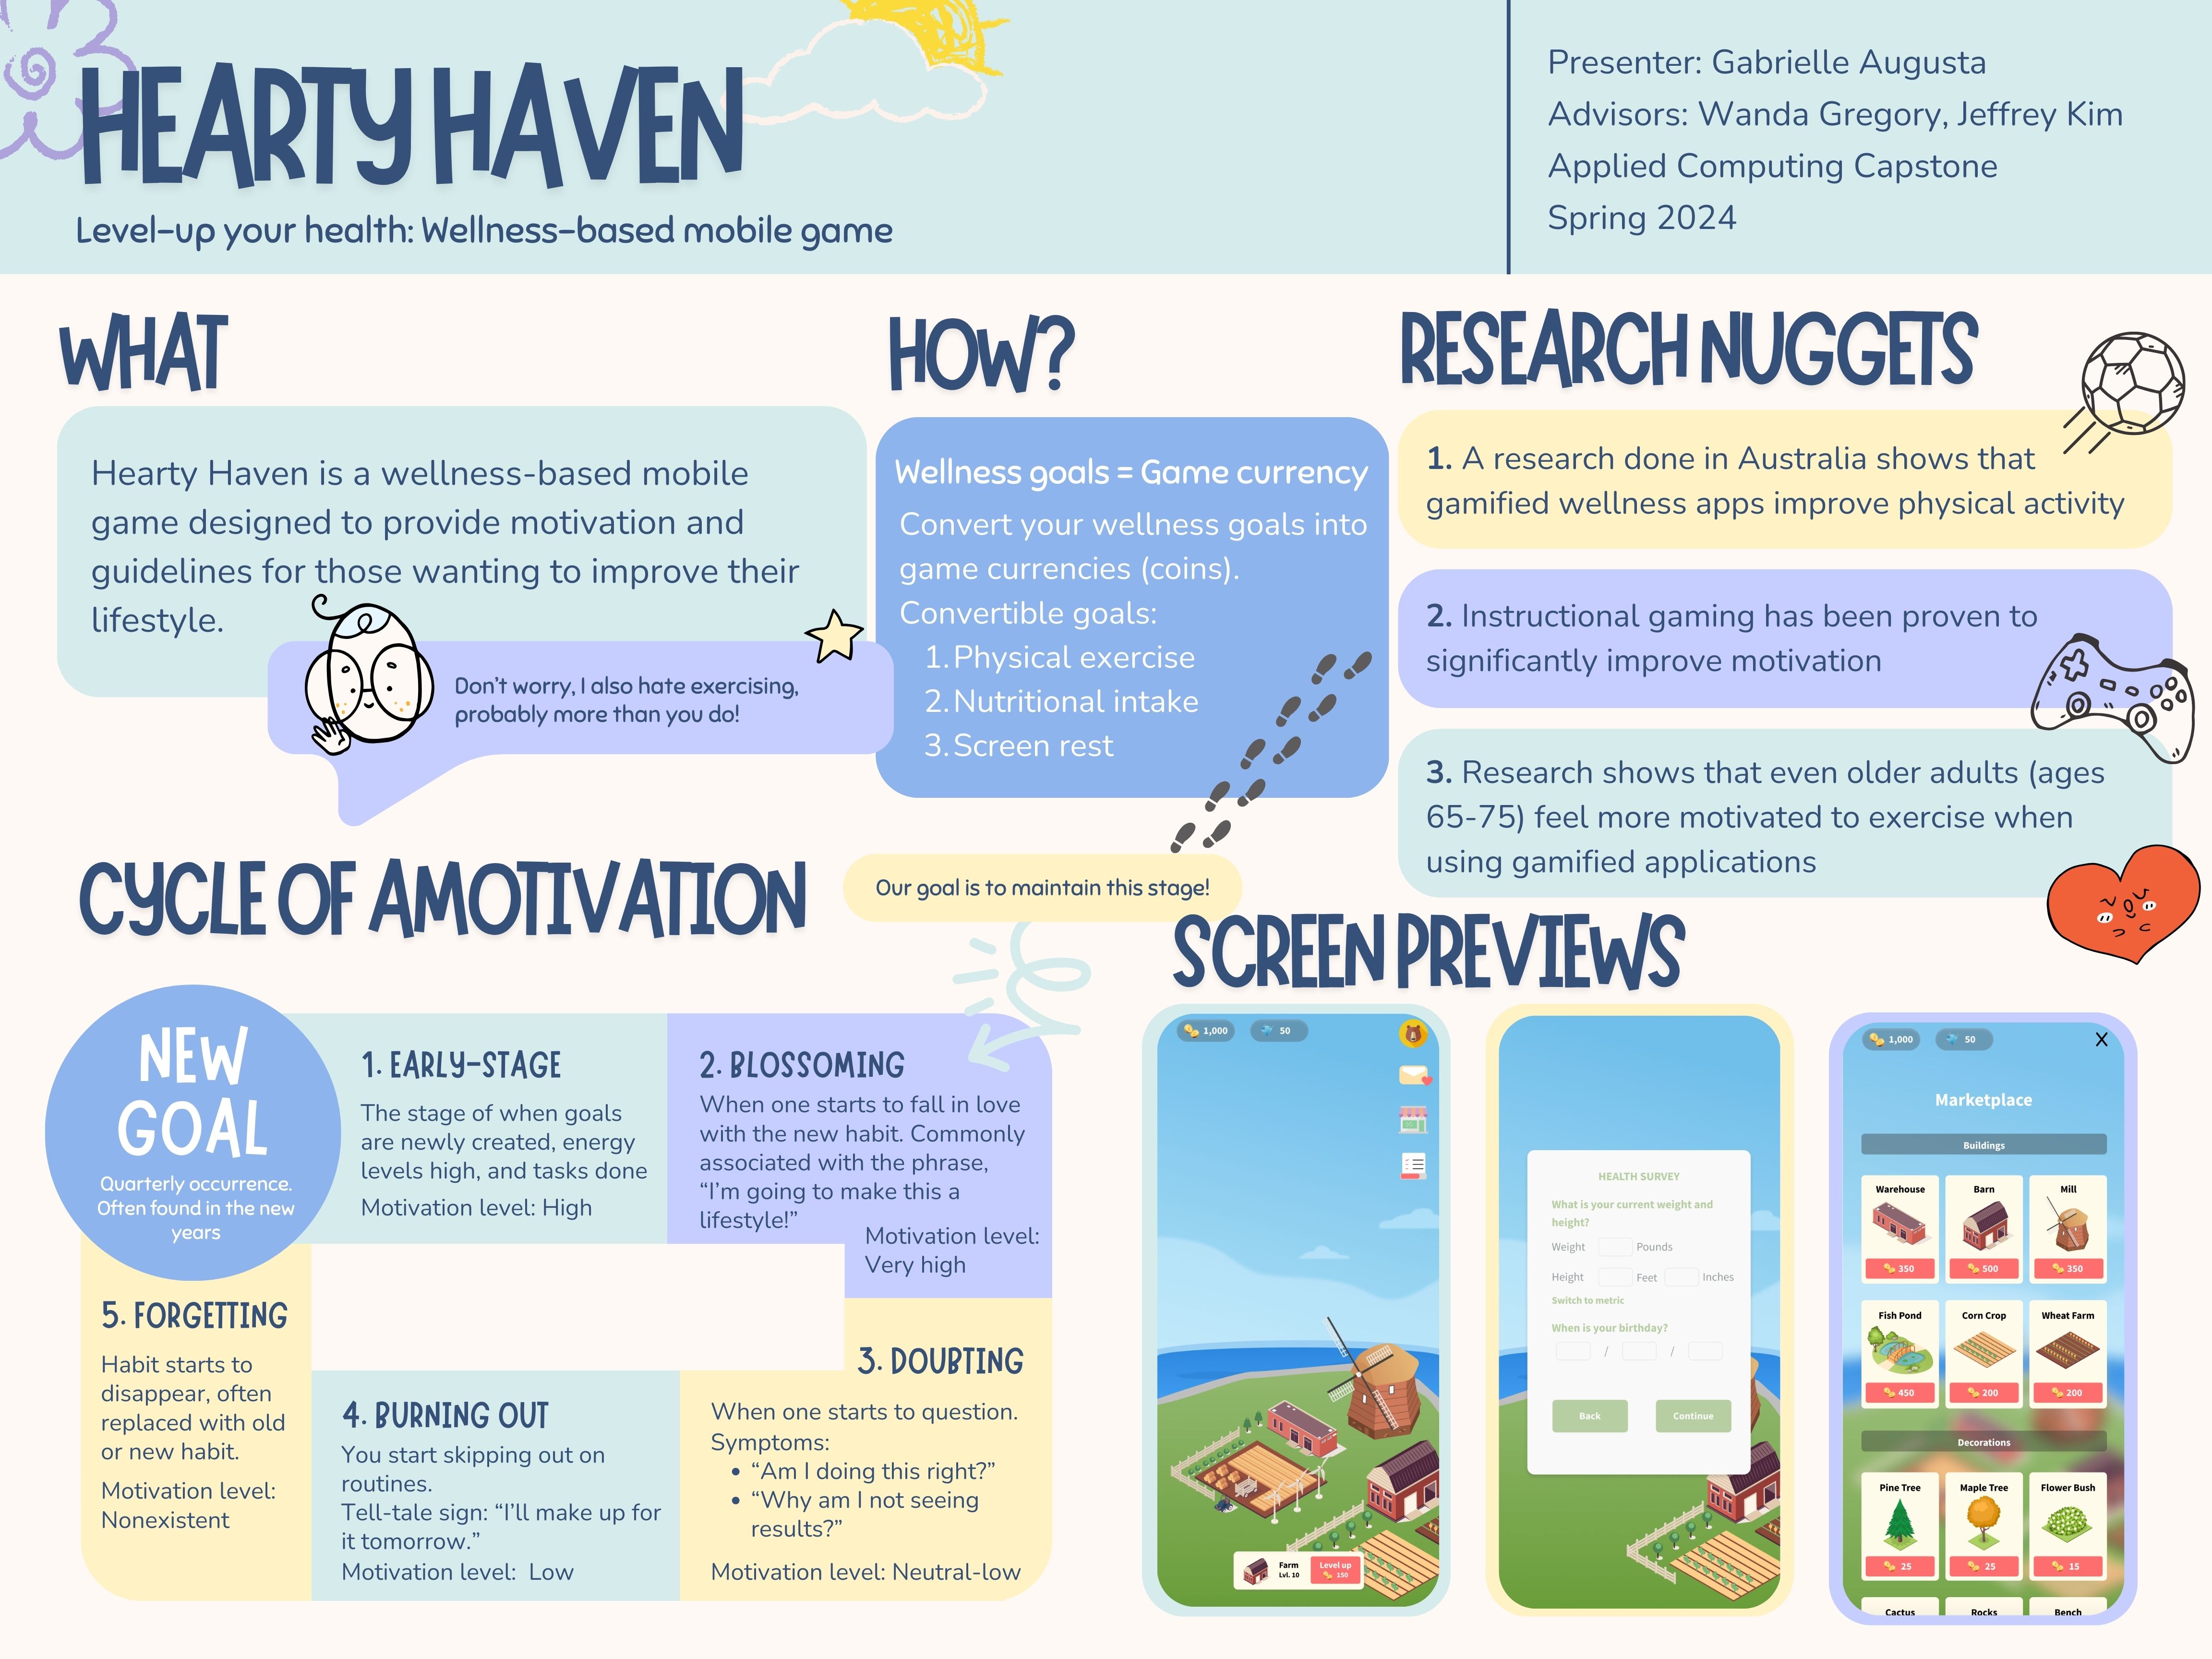 HEARTY HAVEN
Level-up your health: Wellness-based mobile game
Presenter: Gabrielle Augusta
Advisors: Wanda Gregory, Jeffrey Kim
Applied Computing Capstone
Spring 2024
WHAT
Hearty Haven is a wellness-based mobile
game designed to provide motivation and
guidelines for those wanting to improve their
lifestyle.
Don't worry, I also hate exercising,
probably more than you do!
HOW?
Wellness goals = Game currency
Convert your wellness goals into
game currencies (coins).
Convertible goals:
1. Physical exercise
2. Nutritional intake
3. Screen rest
RESEARCH NUGGETS
1. A research done in Australia shows that
gamified wellness apps improve physical activity
2. Instructional gaming has been proven to
significantly improve motivation
3. Research shows that even older adults (ages
65-75) feel more motivated to exercise when
using gamified applications
CYCLE OF AMOTIVATION
Our goal is to maintain this stage!
NEW
GOAL
Quarterly occurrence.
Often found in the new
years
1. EARLY-STAGE
The stage of when goals
are newly created, energy
levels high, and tasks done
Motivation level: High
2. BLOSSOMING
When one starts to fall in love
with the new habit. Commonly
associated with the phrase,
“I'm going to make this a
lifestyle!”
Motivation level:
Very high
3. DOUBTING
When one starts to question.
Symptoms:
• “Am I doing this right?”
• “Why am I not seeing
results?”
Motivation level: Neutral-low
4. BURNING OUT
You start skipping out on
routines.
Tell-tale sign: “I'll make up for
it tomorrow.”
Motivation level: Low
5. FORGETTING
Habit starts to
disappear, often
replaced with old
or new habit.
Motivation level:
Nonexistent
SCREEN PREVIEWS
1,000 50
Farm
Lvl. 10
Level up
150
HEALTH SURVEY
What is your current weight and
height?
Weight Pounds
Height Feet Inches
Switch to metric
When is your birthday?
/ /
Back Continue
1,000 50 X
Marketplace
Buildings
Warehouse Barn Mill
350 500 350
Fish Pond Corn Crop Wheat Farm
450 200 200
Decorations
Pine Tree Maple Tree Flower Bush
25 25 15
Cactus Rocks Bench